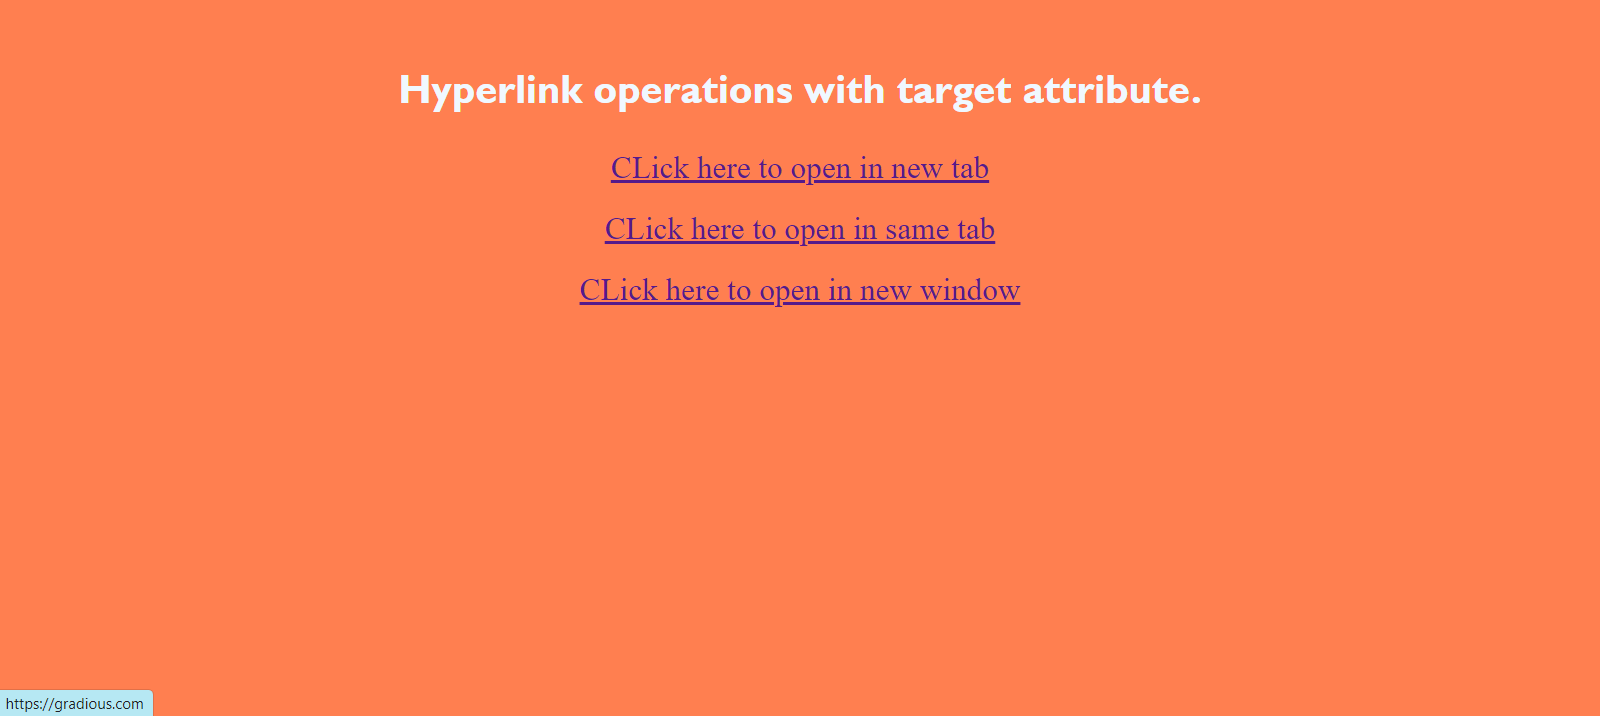 Hyperlink operations with target attribute.
CLick here to open in new tab
CLick here to open in same tab
CLick here to open in new window
https://gradious.com